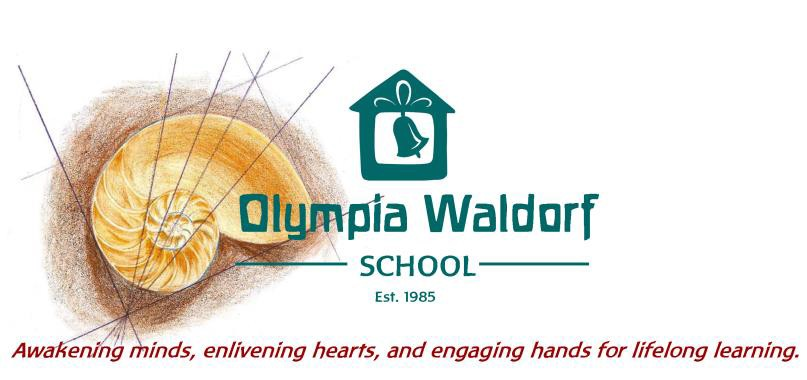 Olympia Waldorf
SCHOOL
Est. 1985
Awakening minds, enlivening hearts, and engaging hands for lifelong learning.